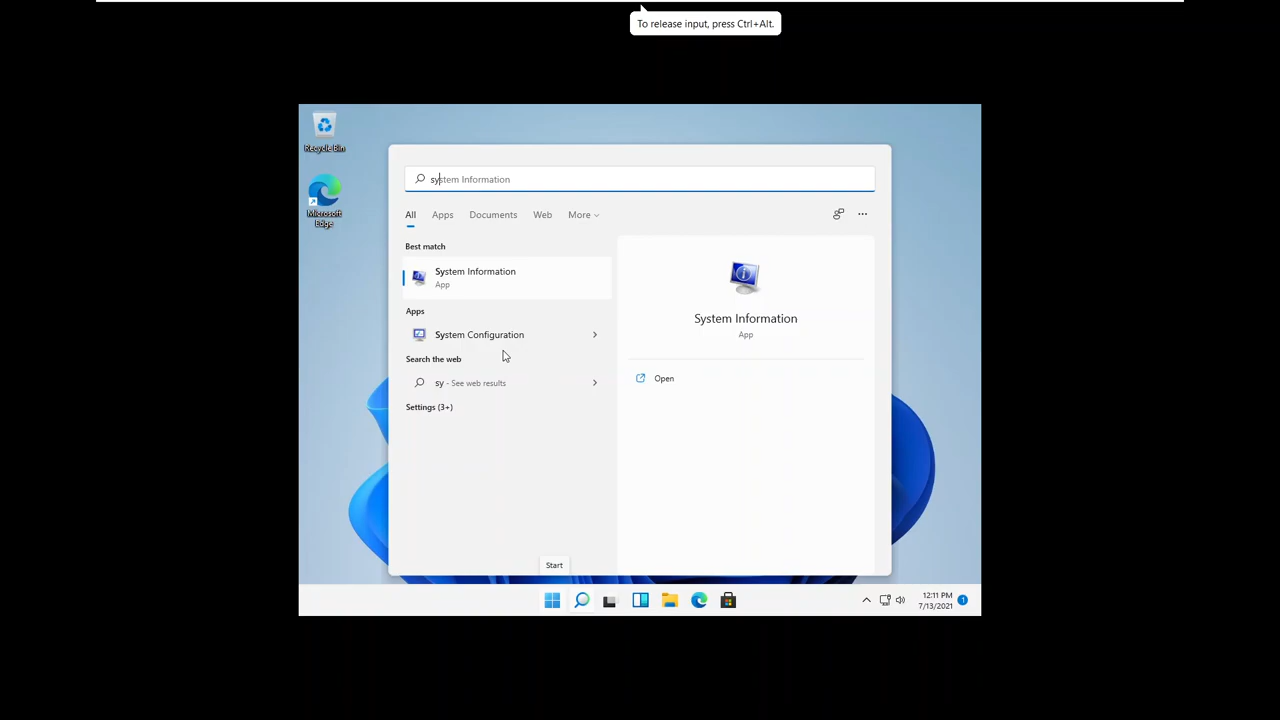 To release input, press Ctrl+Alt.
Recycle Bin
Microsoft
Edge
system Information
All Apps Documents Web More
Best match
System Information
App
Apps
System Configuration
Search the web
sy - See web results
Settings (3+)
System Information
App
Open
Start
12:11 PM
7/13/2021
1